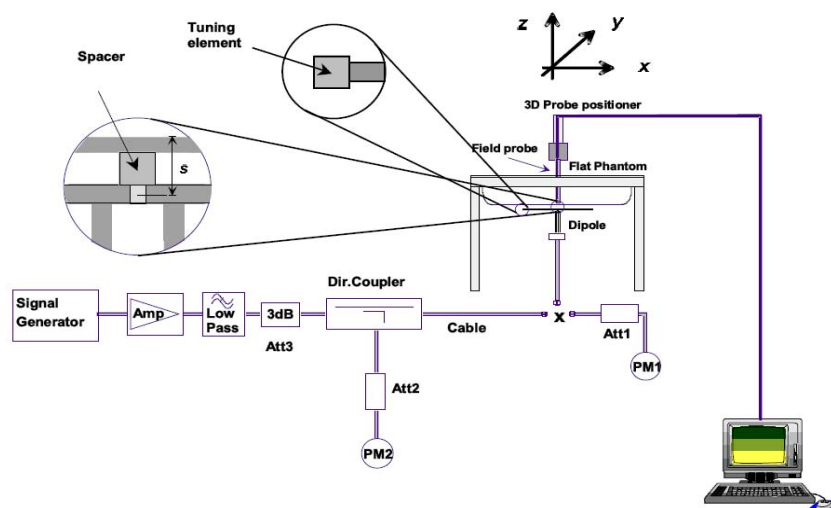 Tuning
element
Spacer
s
z
y
x
3D Probe positioner
Field probe
Flat Phantom
Dipole
Dir.Coupler
Signal
Generator
Amp
Low
Pass
3dB
Att3
Cable
x
Att1
PM1
Att2
PM2